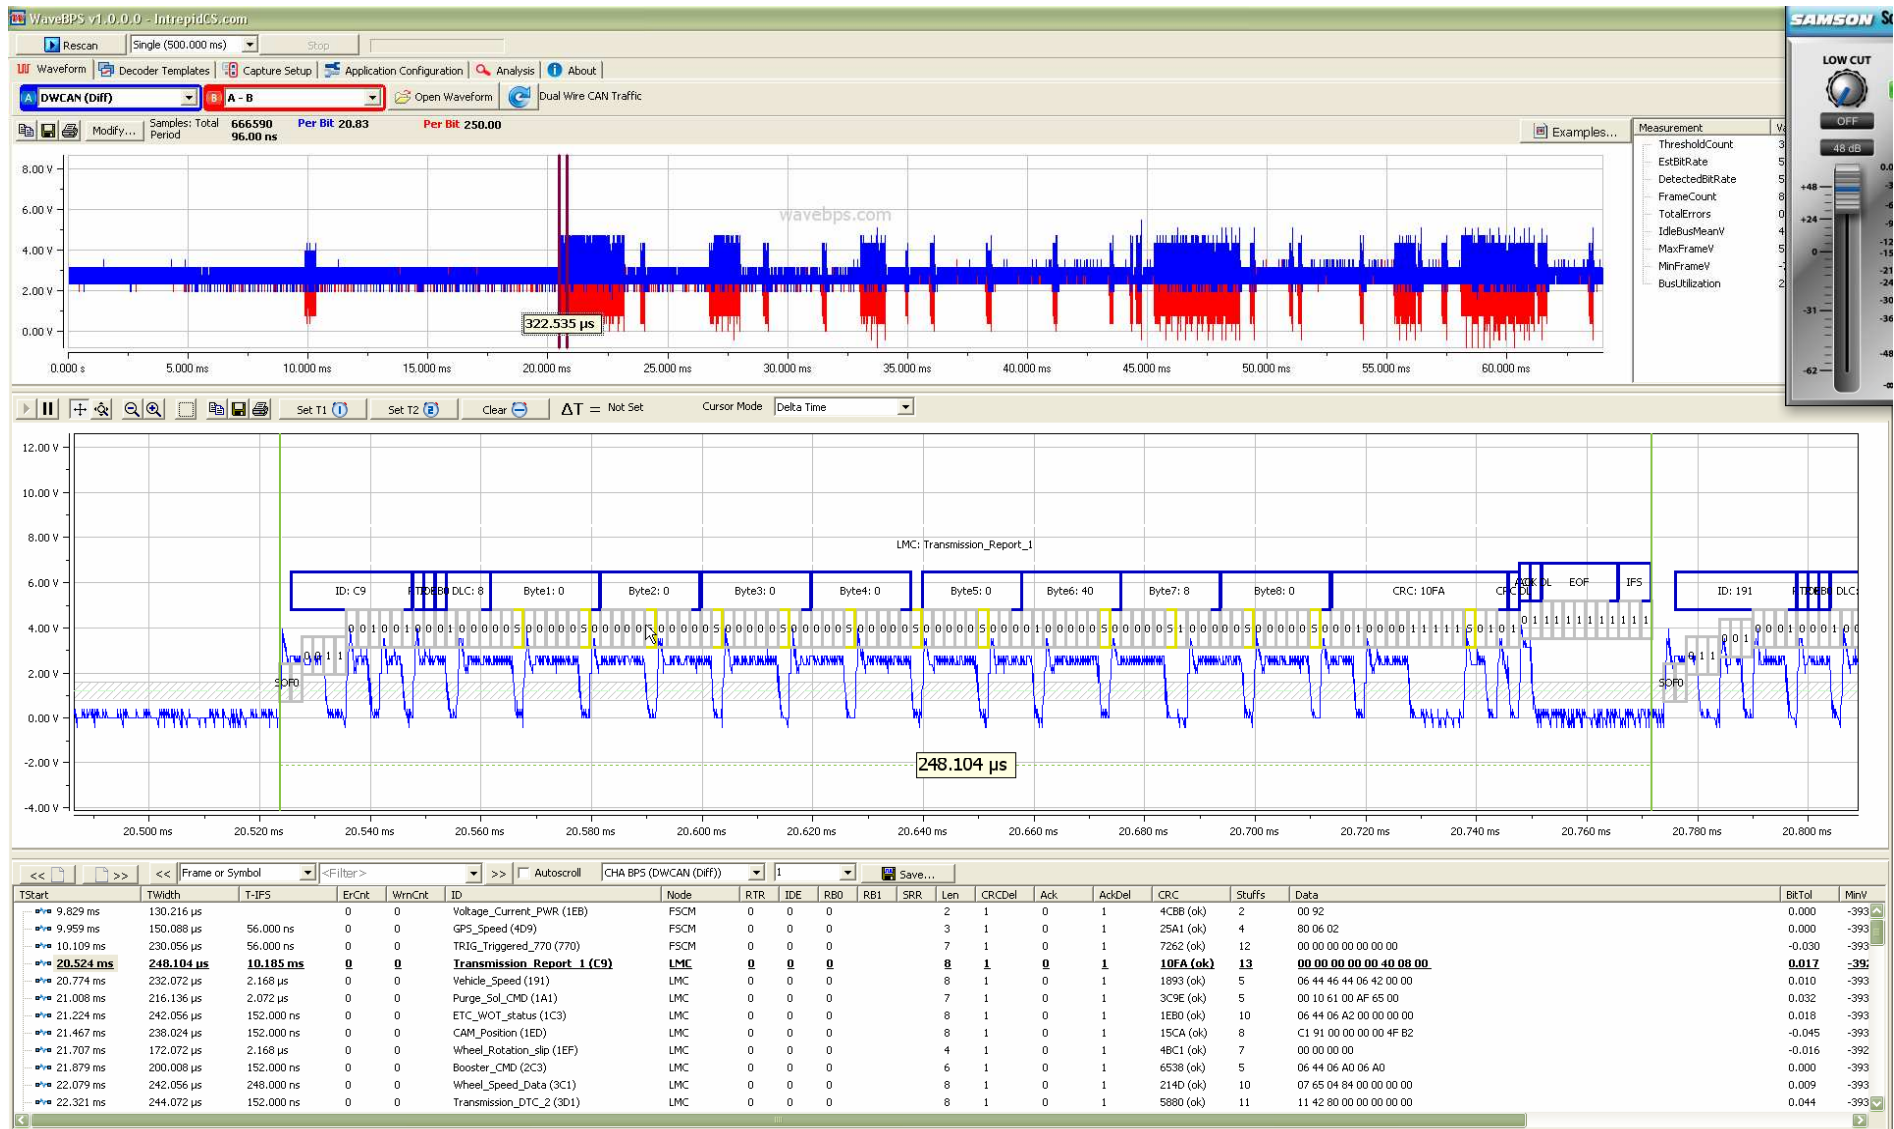 WaveBPS v1.0.0.0 - IntrepidCS.com
SAMSON
Rescan Single (500.000 ms) Stop
Waveform Decoder Templates Capture Setup Application Configuration Analysis About
A DWCAN (Diff) B A - B Open Waveform Dual Wire CAN Traffic
Modify... Samples: Total 666590 Per Bit 20.83 Per Bit 250.00
Period 96.00 ns
Examples...
Measurement
ThresholdCount
EstBitRate
DetectedBitRate
FrameCount
TotalErrors
IdleBusMeanV
MaxFrameV
MinFrameV
BusUtilization
LOW CUT
OFF
48 dB
+48
+24
0
-31
-62
8.00 V
6.00 V
4.00 V
2.00 V
0.00 V
wavebps.com
322.535 µs
0.000 s 5.000 ms 10.000 ms 15.000 ms 20.000 ms 25.000 ms 30.000 ms 35.000 ms 40.000 ms 45.000 ms 50.000 ms 55.000 ms 60.000 ms
Set T1 Set T2 Clear ΔT = Not Set Cursor Mode Delta Time
12.00 V
10.00 V
8.00 V
6.00 V
4.00 V
2.00 V
0.00 V
-2.00 V
-4.00 V
LMC: Transmission_Report_1
ID: C9 DLC: 8 Byte1: 0 Byte2: 0 Byte3: 0 Byte4: 0 Byte5: 0 Byte6: 40 Byte7: 8 Byte8: 0 CRC: 10FA EOF IFS ID: 191 DLC:
248.104 µs
20.500 ms 20.520 ms 20.540 ms 20.560 ms 20.580 ms 20.600 ms 20.620 ms 20.640 ms 20.660 ms 20.680 ms 20.700 ms 20.720 ms 20.740 ms 20.760 ms 20.780 ms 20.800 ms
<< >> << Frame or Symbol <Filter> >> Autoscroll CHA BPS (DWCAN (Diff)) 1 Save...
TStart TWidth T-IFS ErCnt WrnCnt ID Node RTR IDE RB0 RB1 SRR Len CRCDel Ack AckDel CRC Stuffs Data BitTol MinV
9.829 ms 130.216 µs 0 0 Voltage_Current_PWR (1EB) FSCM 0 0 0 2 1 0 1 4CBB (ok) 2 00 92 0.000 -393
9.959 ms 150.088 µs 56.000 ns 0 0 GPS_Speed (4D9) FSCM 0 0 0 3 1 0 1 25A1 (ok) 4 80 06 02 0.000 -393
10.109 ms 230.056 µs 56.000 ns 0 0 TRIG_Triggered_770 (770) FSCM 0 0 0 7 1 0 1 7262 (ok) 12 00 00 00 00 00 00 00 -0.030 -393
20.524 ms 248.104 µs 10.185 ms 0 0 Transmission_Report_1 (C9) LMC 0 0 0 8 1 0 1 10FA (ok) 13 00 00 00 00 00 40 08 00 0.017 -392
20.774 ms 232.072 µs 2.168 µs 0 0 Vehicle_Speed (191) LMC 0 0 0 8 1 0 1 1893 (ok) 5 06 44 46 44 06 42 00 00 0.010 -393
21.008 ms 216.136 µs 2.072 µs 0 0 Purge_Sol_CMD (1A1) LMC 0 0 0 7 1 0 1 3C9E (ok) 5 00 10 61 00 AF 65 00 0.032 -393
21.224 ms 242.056 µs 152.000 ns 0 0 ETC_WOT_status (1C3) LMC 0 0 0 8 1 0 1 1EB0 (ok) 10 06 44 06 A2 00 00 00 00 0.018 -393
21.467 ms 238.024 µs 152.000 ns 0 0 CAM_Position (1ED) LMC 0 0 0 8 1 0 1 15CA (ok) 8 C1 91 00 00 00 00 4F B2 -0.045 -393
21.707 ms 172.072 µs 2.168 µs 0 0 Wheel_Rotation_slip (1EF) LMC 0 0 0 4 1 0 1 4BC1 (ok) 7 00 00 00 00 -0.016 -392
21.879 ms 200.008 µs 152.000 ns 0 0 Booster_CMD (2C3) LMC 0 0 0 6 1 0 1 6538 (ok) 5 06 44 06 A0 06 A0 0.000 -393
22.079 ms 242.056 µs 248.000 ns 0 0 Wheel_Speed_Data (3C1) LMC 0 0 0 8 1 0 1 214D (ok) 10 07 65 04 84 00 00 00 00 0.009 -393
22.321 ms 244.072 µs 152.000 ns 0 0 Transmission_DTC_2 (3D1) LMC 0 0 0 8 1 0 1 5880 (ok) 11 11 42 80 00 00 00 00 00 0.044 -393